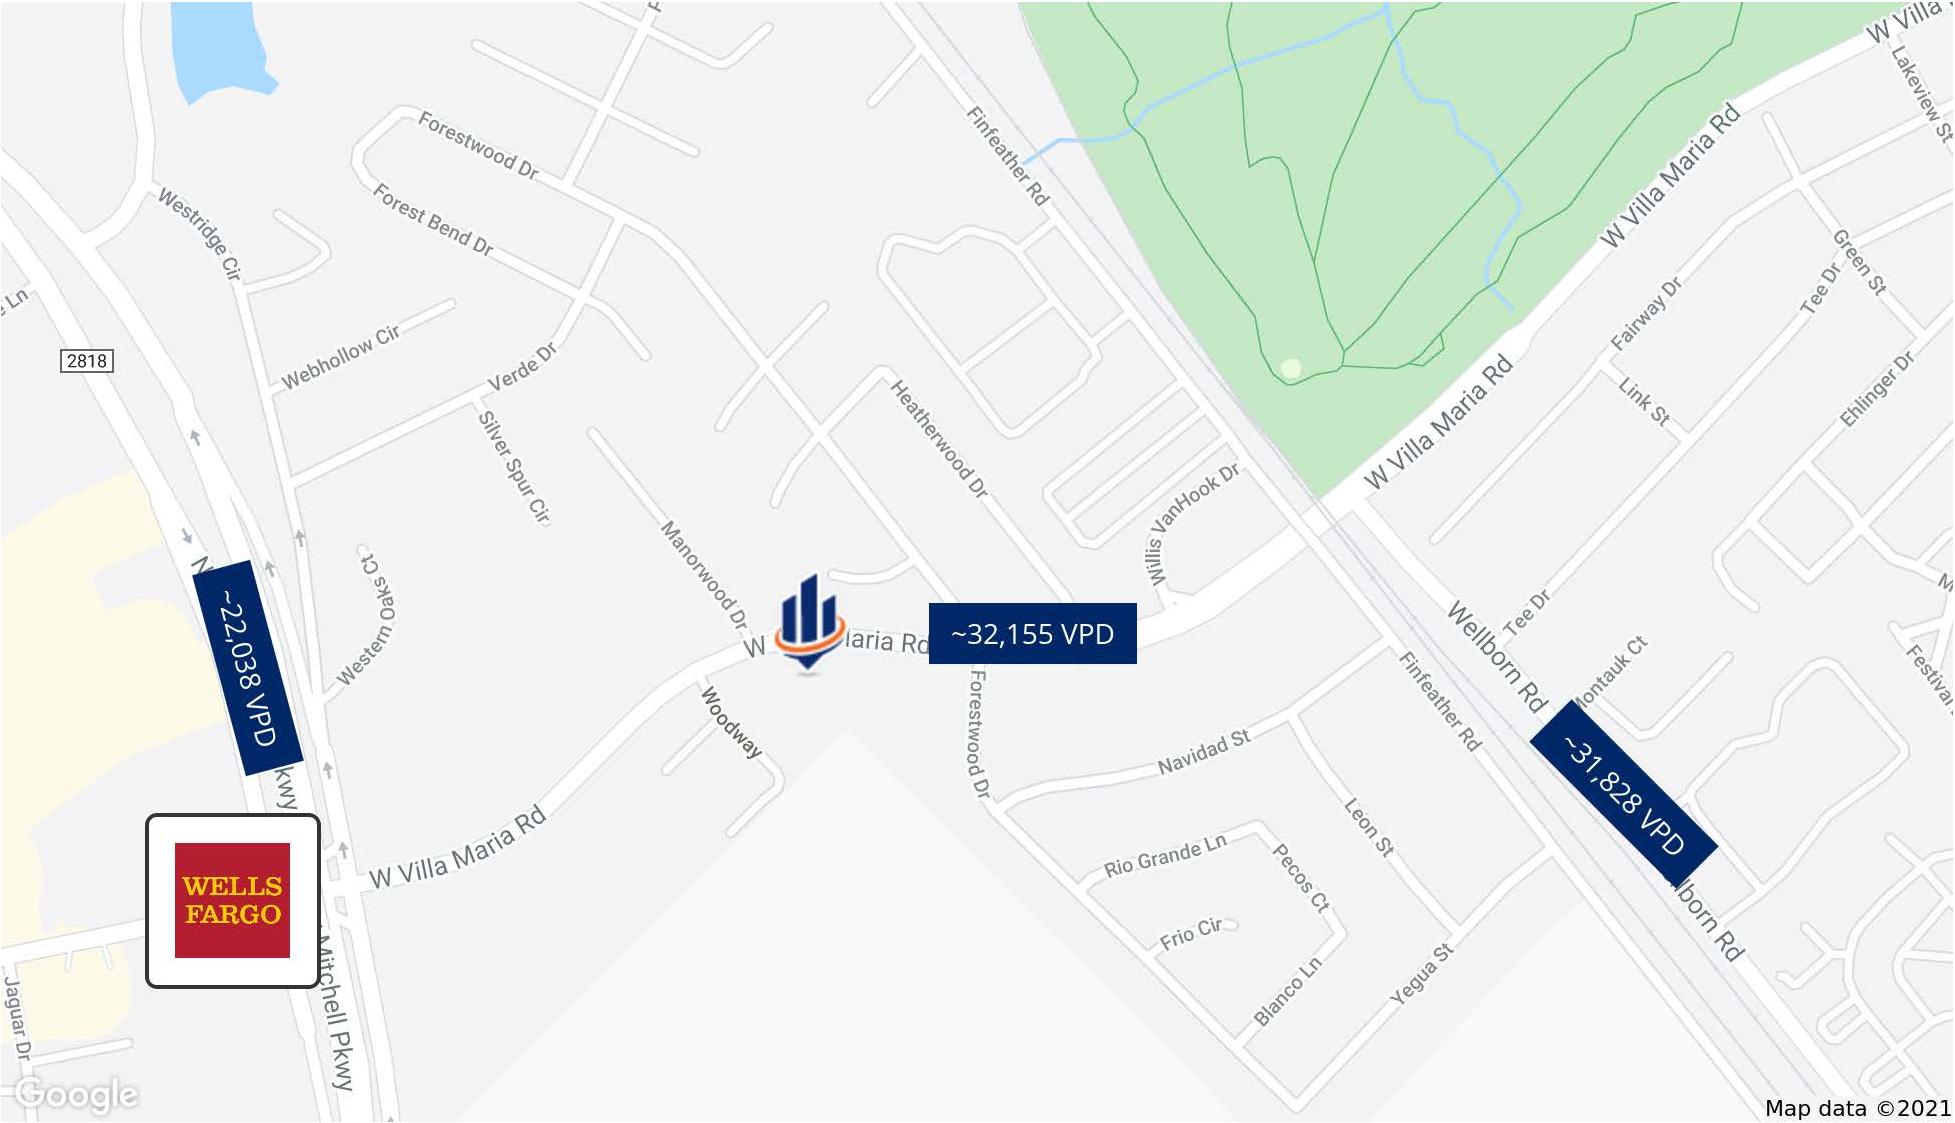 W Villa
Lakeview St
Finfeather Rd
Forestwood Dr
W Villa Maria Rd
Forest Bend Dr
Westridge Cir
Green St
Tee Dr
Fairway Dr
Ln
2818
Webhollow Cir
Verde Dr
Heatherwood Dr
W Villa Maria Rd
Link St
Ehlinger Dr
Silver Spur Cir
Willis VanHook Dr
Manorwood Dr
Western Oaks Ct
N
~22,038 VPD
kwy
W
laria Rd
~32,155 VPD
Wellborn Rd
Tee Dr
Montauk Ct
Festival
M
Woodway
Forestwood Dr
Finfeather Rd
Navidad St
~31,828 VPD
lborn Rd
Leon St
W Villa Maria Rd
Rio Grande Ln
Pecos Ct
WELLS
FARGO
Frio Cir
Blanco Ln
Yegua St
Mitchell Pkwy
Jaguar Dr
Google
Map data ©2021